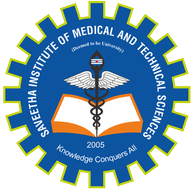 SAVEETHA INSTITUTE OF MEDICAL AND TECHNICAL SCIENCES
(Deemed to be University)
2005
Knowledge Conquers All